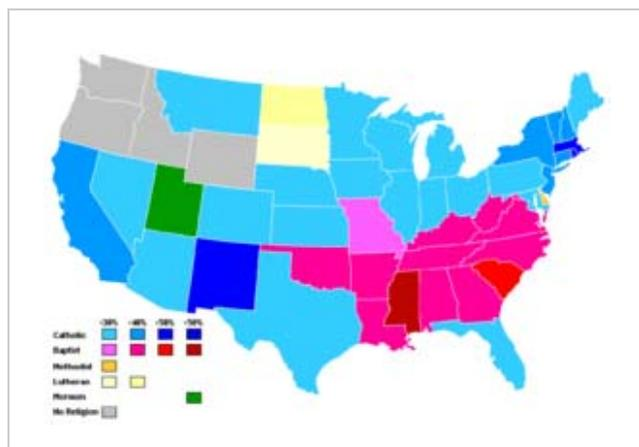 <30% <40% <50% >50%
Catholic
Baptist
Methodist
Lutheran
Mormon
No Religion